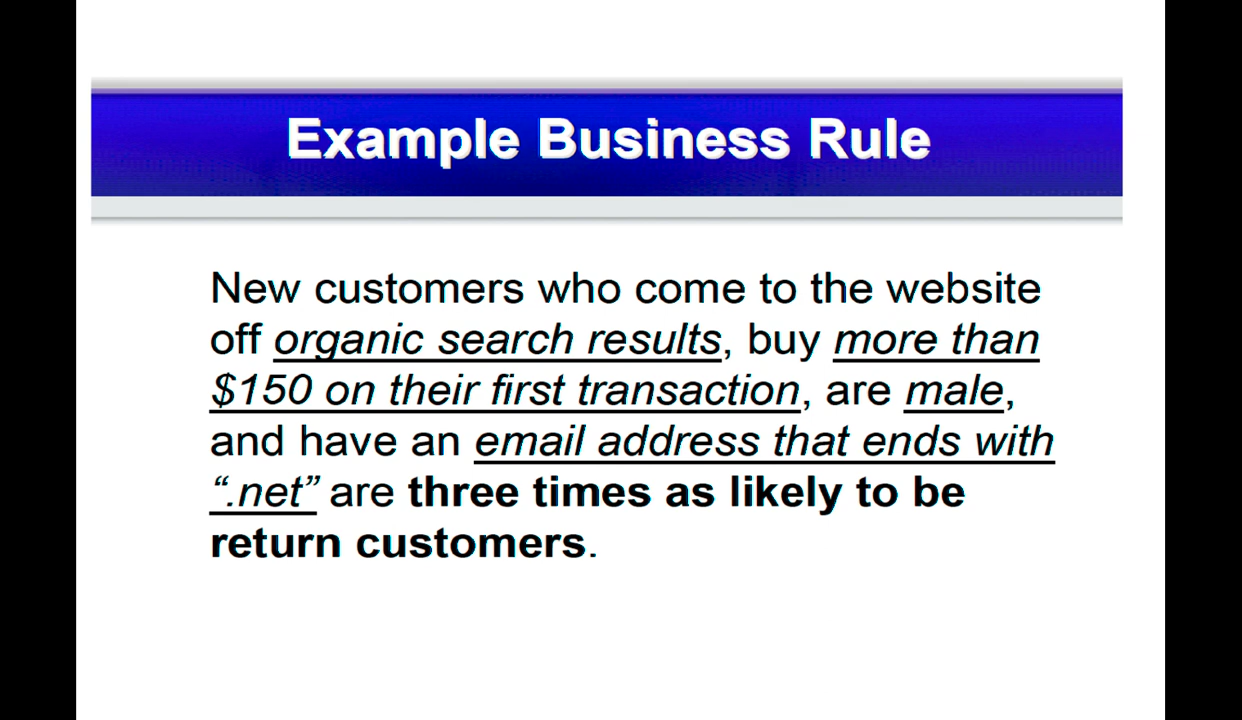 Example Business Rule
New customers who come to the website
off organic search results, buy more than
$150 on their first transaction, are male,
and have an email address that ends with
“.net” are three times as likely to be
return customers.